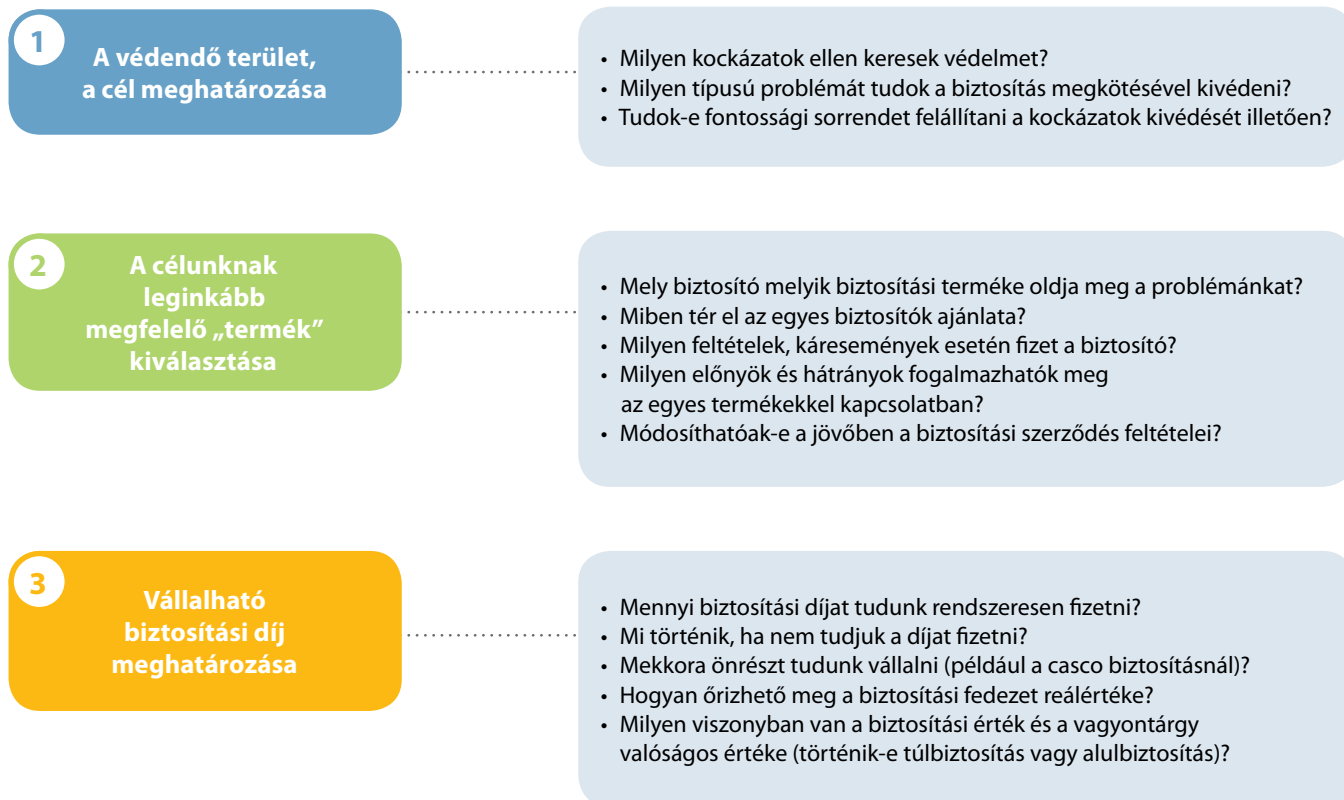 1
A védendő terület,
a cél meghatározása
• Milyen kockázatok ellen keresek védelmet?
• Milyen típusú problémát tudok a biztosítás megkötésével kivédeni?
• Tudok-e fontossági sorrendet felállítani a kockázatok kivédését illetően?
2
A célunknak
leginkább
megfelelő „termék”
kiválasztása
• Mely biztosító melyik biztosítási terméke oldja meg a problémánkat?
• Miben tér el az egyes biztosítók ajánlata?
• Milyen feltételek, káresemények esetén fizet a biztosító?
• Milyen előnyök és hátrányok fogalmazhatók meg
az egyes termékekkel kapcsolatban?
• Módosíthatóak-e a jövőben a biztosítási szerződés feltételei?
3
Vállalható
biztosítási díj
meghatározása
• Mennyi biztosítási díjat tudunk rendszeresen fizetni?
• Mi történik, ha nem tudjuk a díjat fizetni?
• Mekkora önrészt tudunk vállalni (például a casco biztosításnál)?
• Hogyan őrizhető meg a biztosítási fedezet reálértéke?
• Milyen viszonyban van a biztosítási érték és a vagyontárgy
valóságos értéke (történik-e túlbiztosítás vagy alulbiztosítás)?